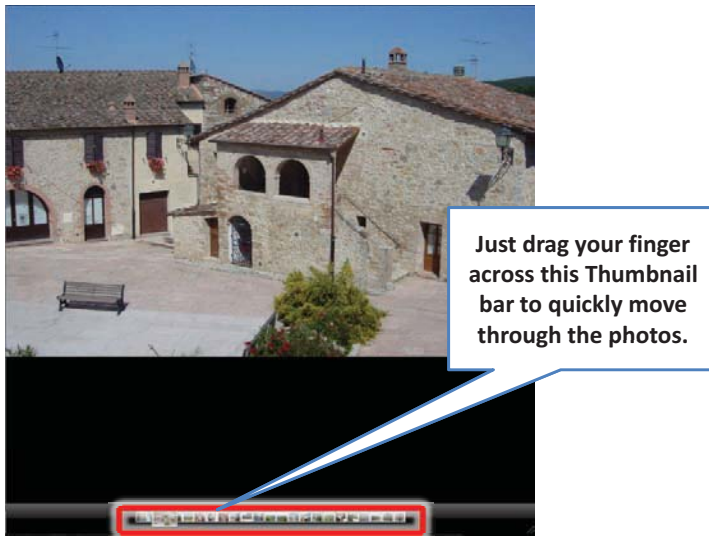 Just drag your finger
across this Thumbnail
bar to quickly move
through the photos.